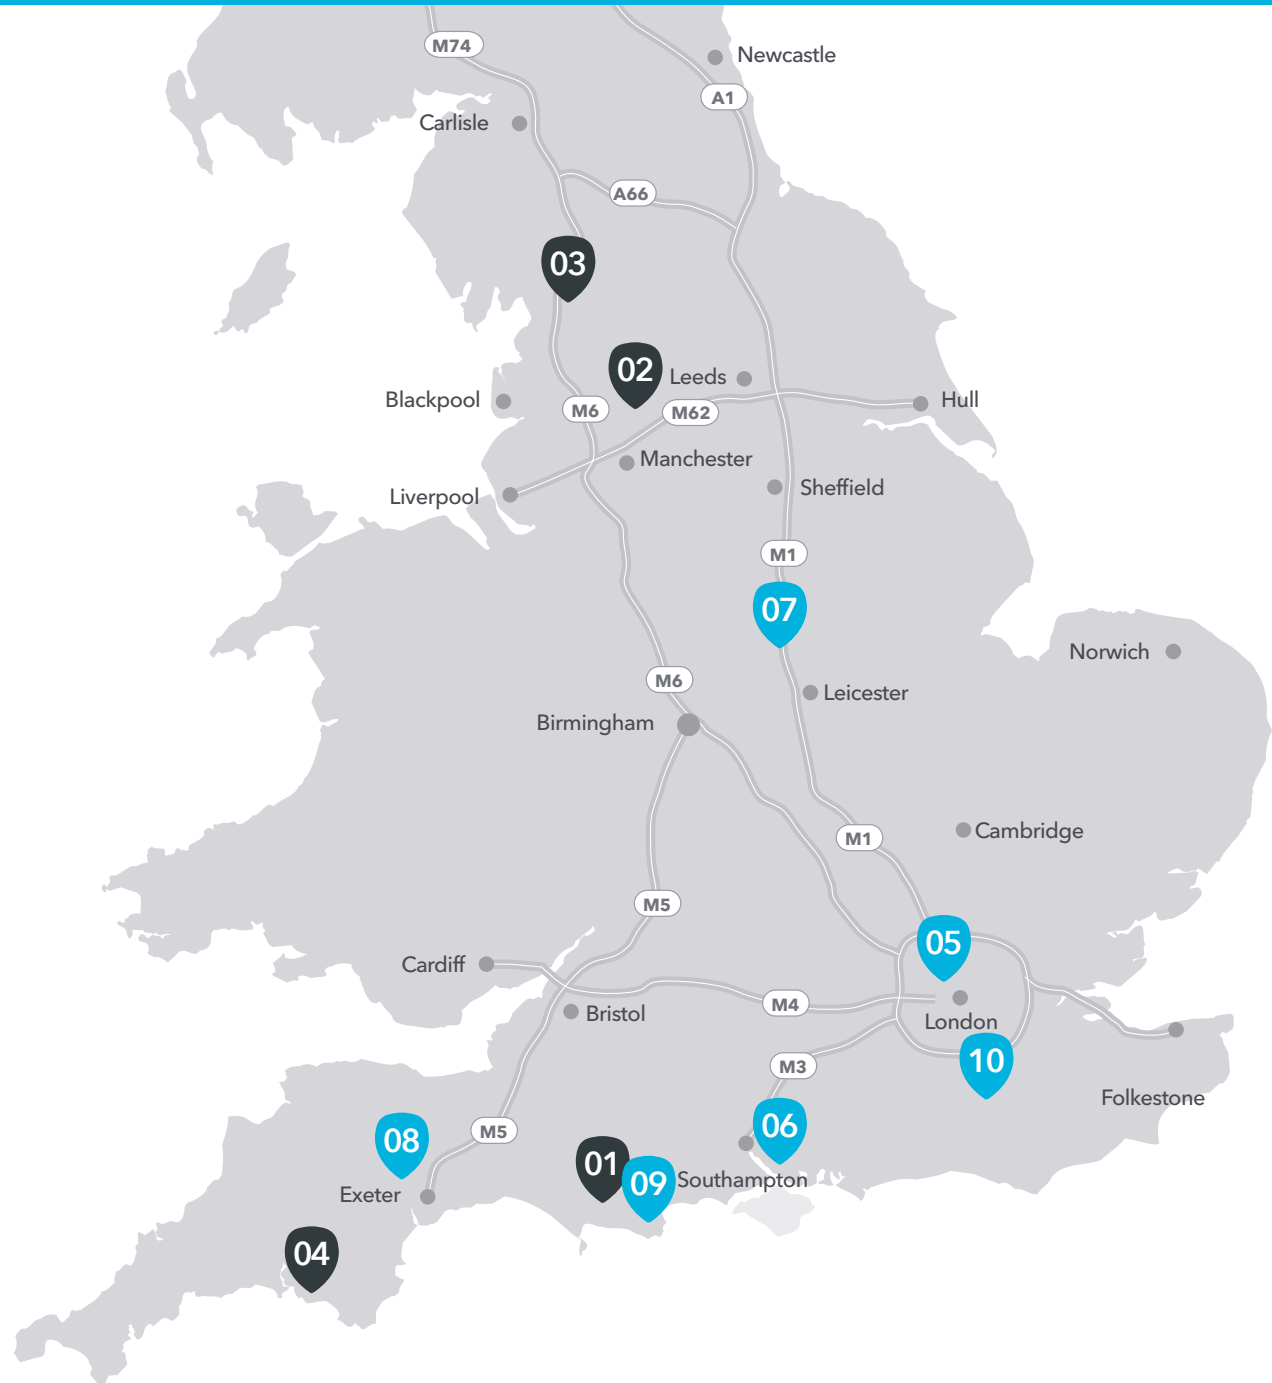 M74
Newcastle
A1
Carlisle
A66
03
02
Leeds
Blackpool
M6
M62
Hull
Manchester
Liverpool
Sheffield
M1
07
Norwich
M6
Leicester
Birmingham
Cambridge
M1
M5
05
Cardiff
M4
Bristol
London
10
M3
Folkestone
06
M5
08
01
Southampton
09
Exeter
04